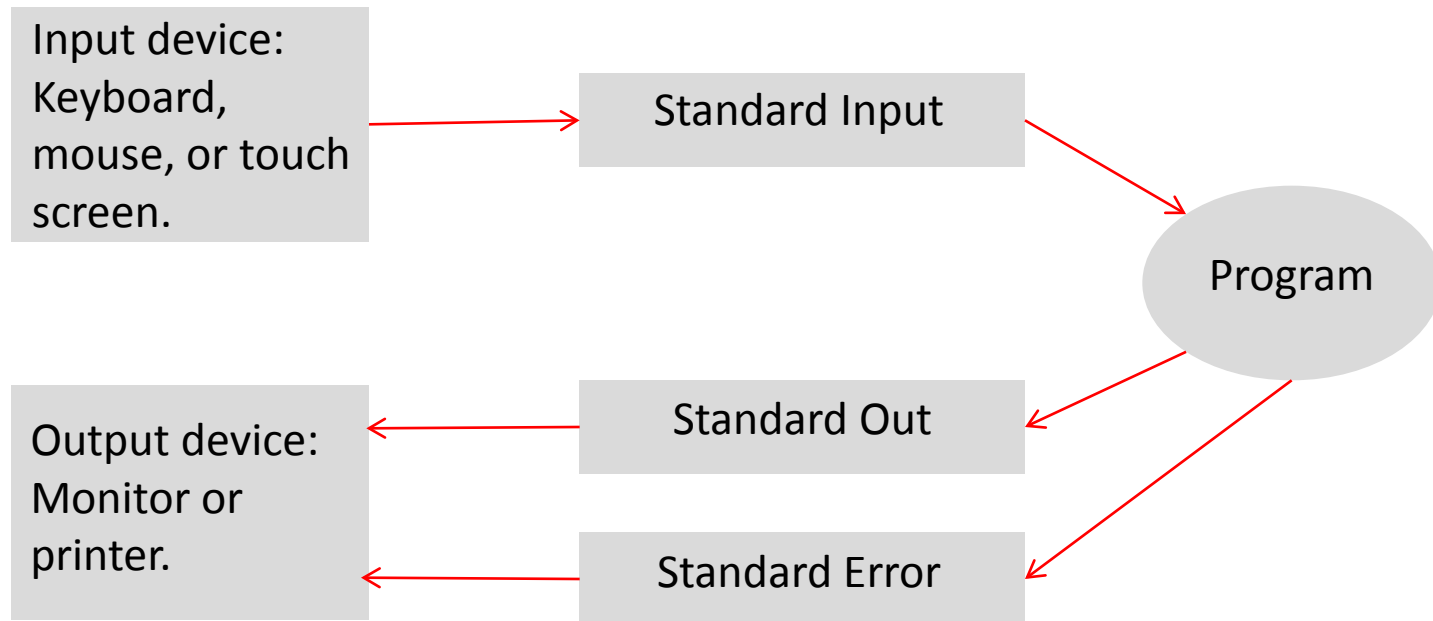 Input device:
Keyboard,
mouse, or touch
screen.
Standard Input
Program
Standard Out
Output device:
Monitor or
printer.
Standard Error